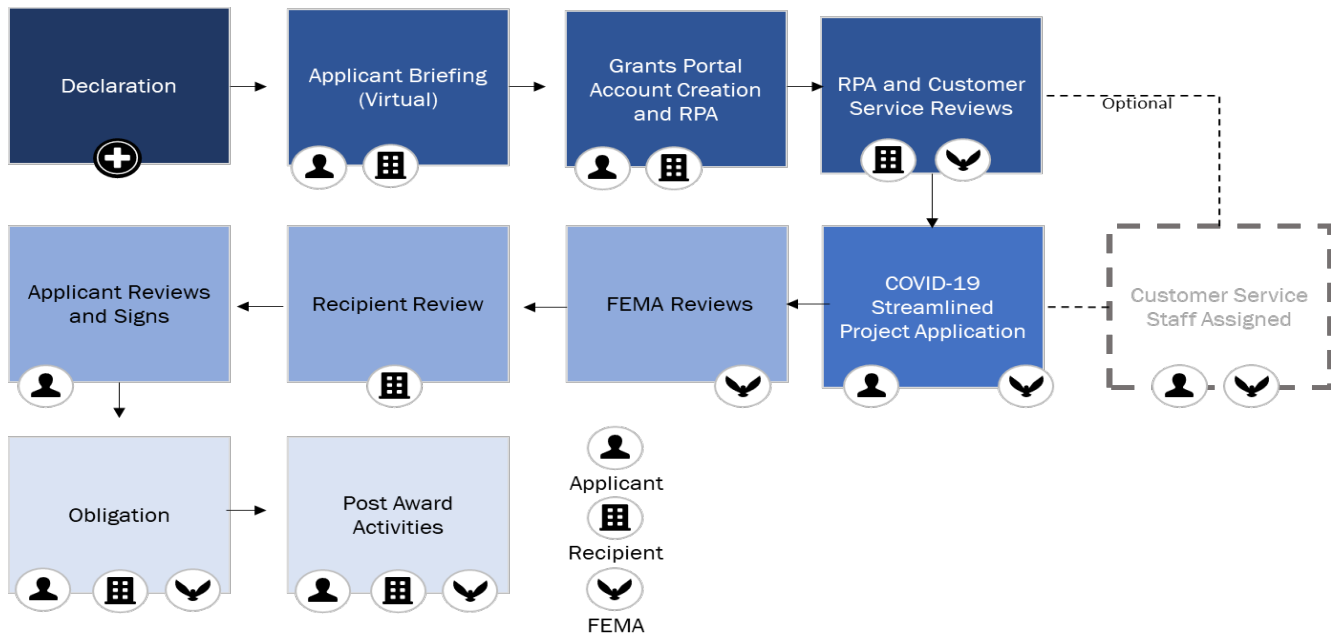 Declaration
Applicant Briefing
(Virtual)
Grants Portal
Account Creation
and RPA
RPA and Customer
Service Reviews
Optional
Applicant Reviews
and Signs
Recipient Review
FEMA Reviews
COVID-19
Streamlined
Project Application
Customer Service
Staff Assigned
Obligation
Post Award
Activities
Applicant
Recipient
FEMA